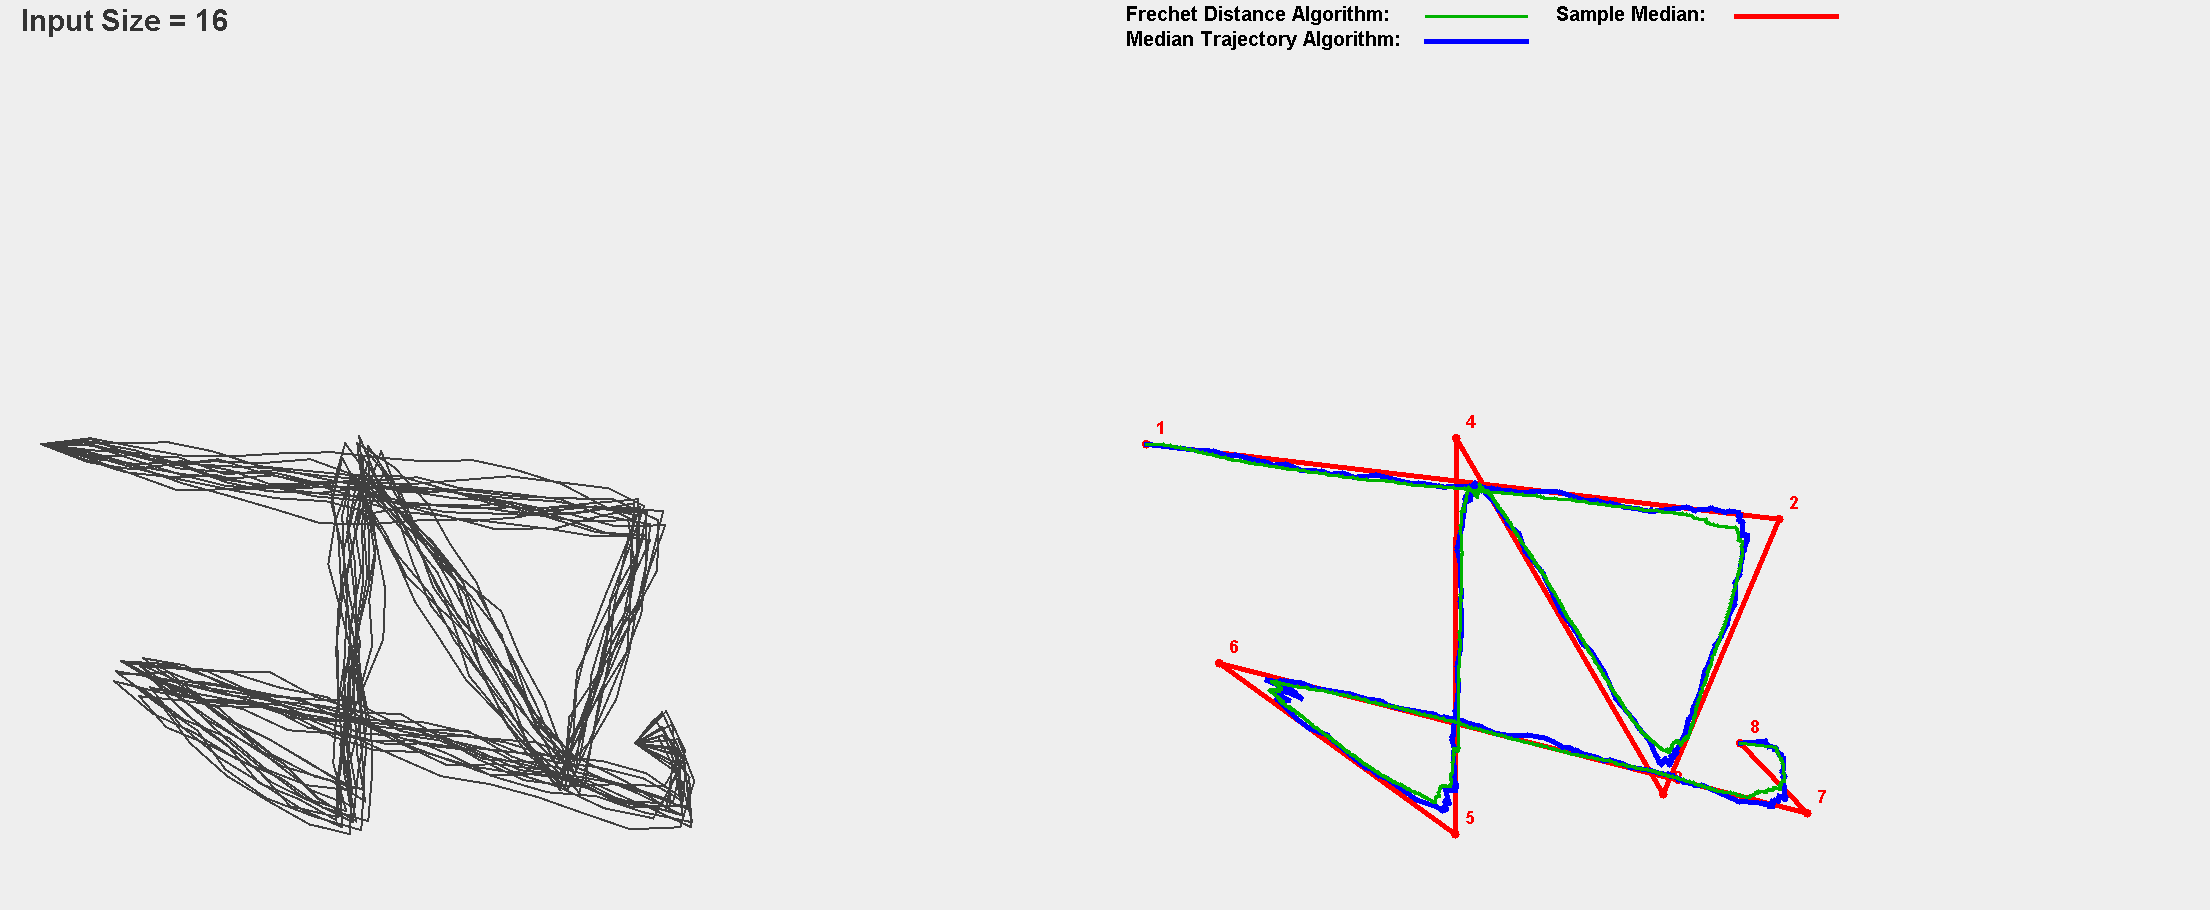 Input Size = 16
Frechet Distance Algorithm: Sample Median:
Median Trajectory Algorithm:
1
4
2
6
8
7
5